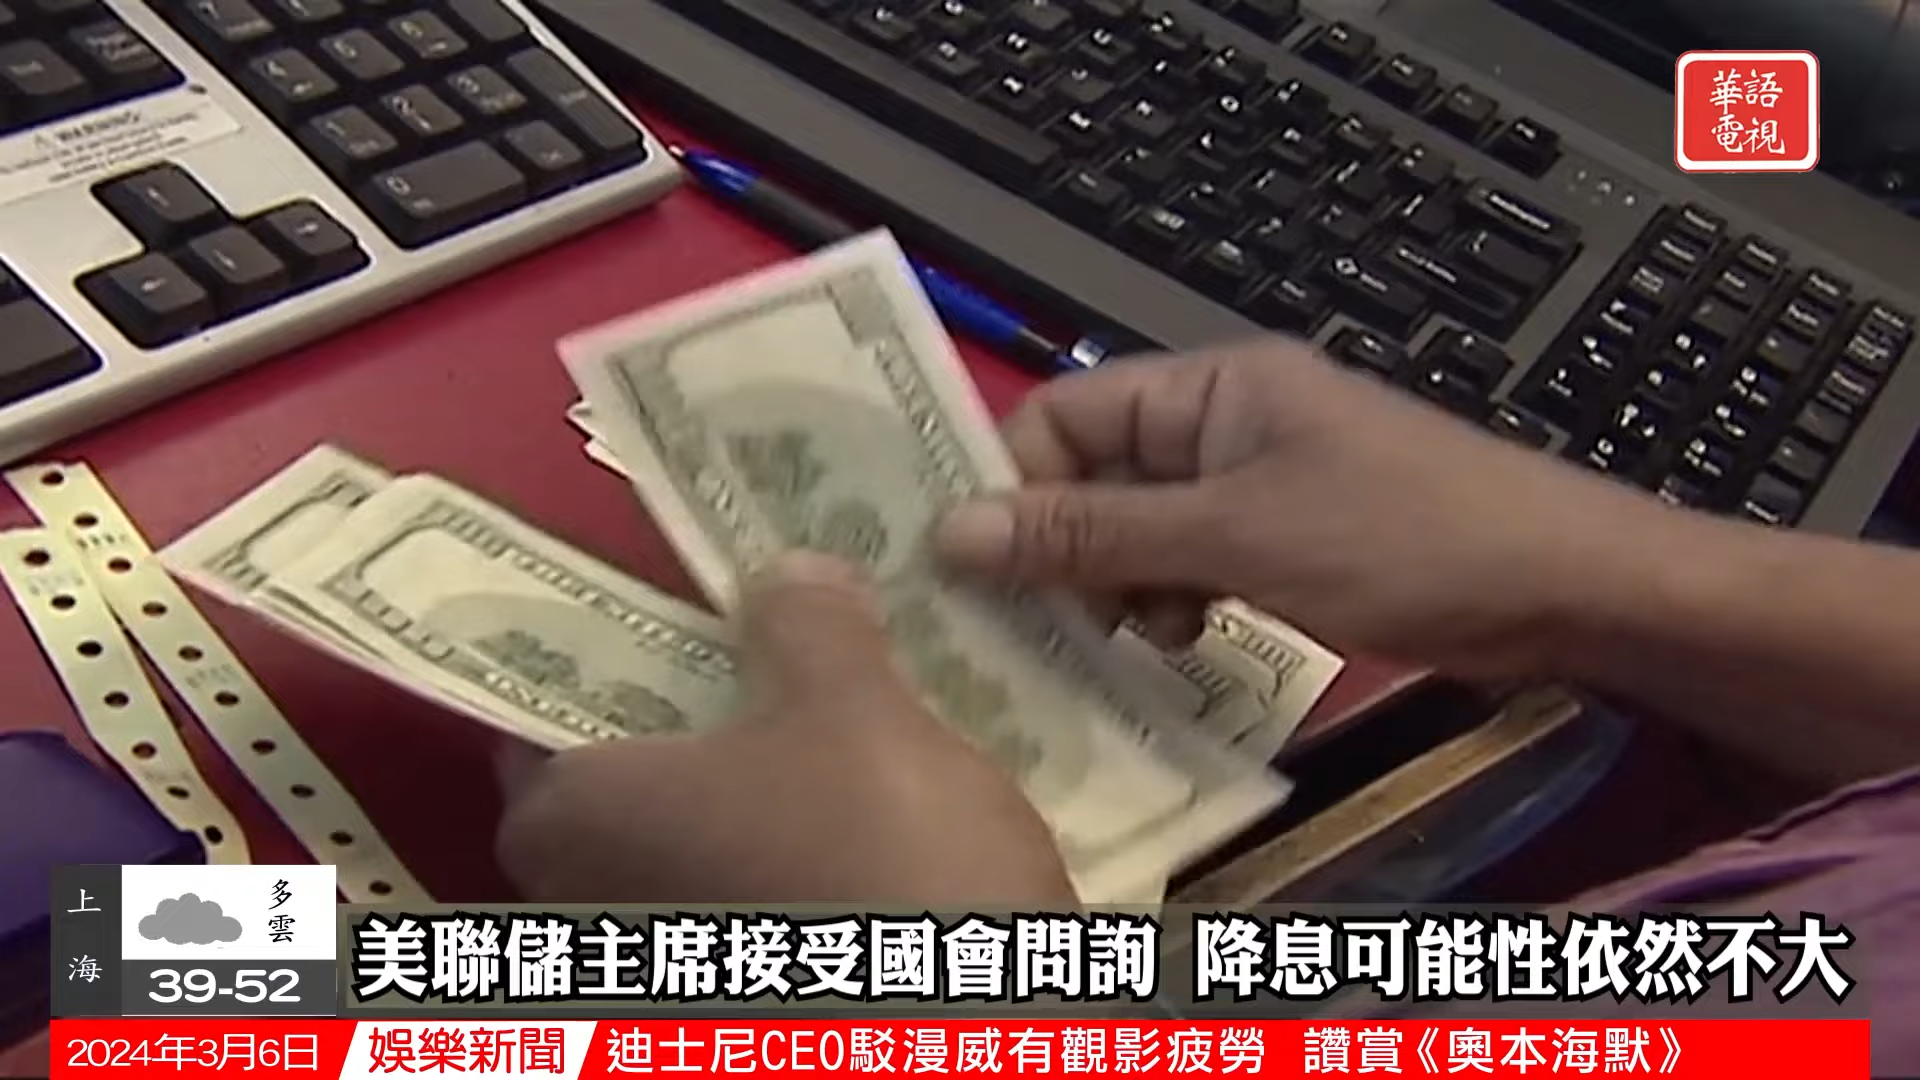 華語
電視
WARNING
上海
多雲
39-52
美聯儲主席接受國會問詢 降息可能性依然不大
2024年3月6日
娛樂新聞
迪士尼CEO駁漫威有觀影疲勞 讚賞《奧本海默》